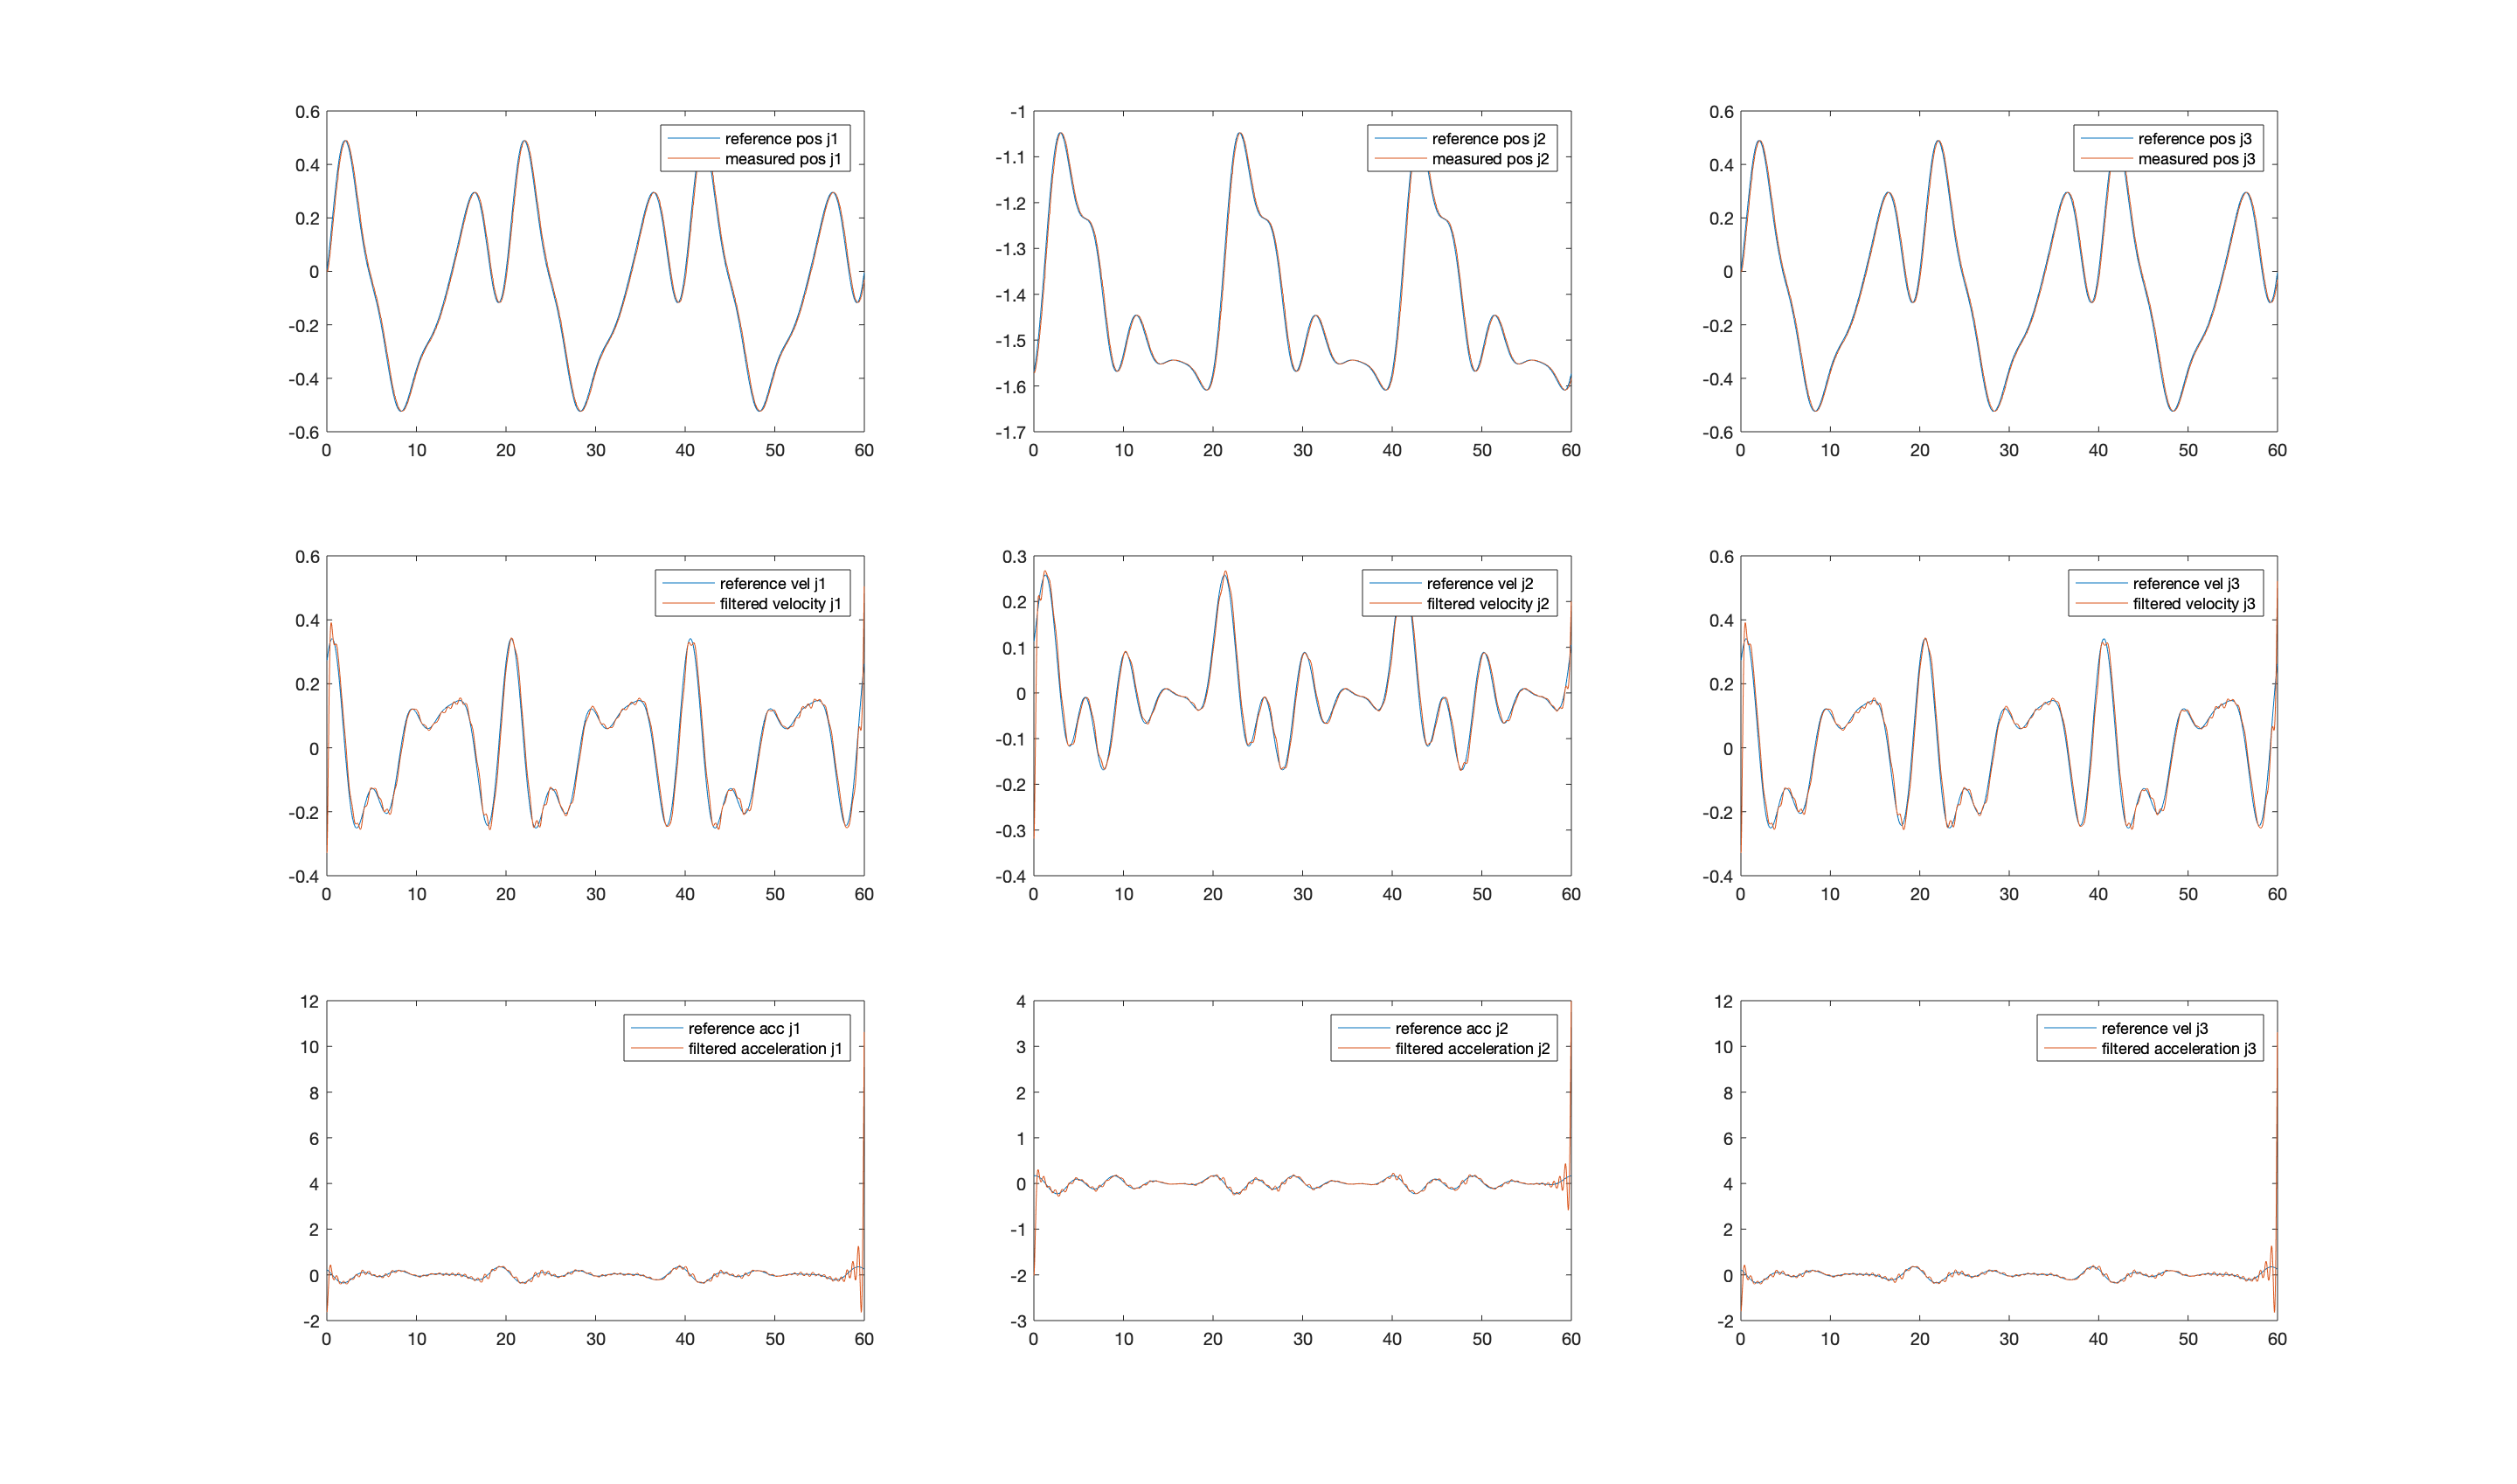 0.6
0.4
0.2
0
-0.2
-0.4
-0.6
0 10 20 30 40 50 60
reference pos j1
measured pos j1
-1
-1.1
-1.2
-1.3
-1.4
-1.5
-1.6
-1.7
0 10 20 30 40 50 60
reference pos j2
measured pos j2
0.6
0.4
0.2
0
-0.2
-0.4
-0.6
0 10 20 30 40 50 60
reference pos j3
measured pos j3
0.6
0.4
0.2
0
-0.2
-0.4
0 10 20 30 40 50 60
reference vel j1
filtered velocity j1
0.3
0.2
0.1
0
-0.1
-0.2
-0.3
-0.4
0 10 20 30 40 50 60
reference vel j2
filtered velocity j2
0.6
0.4
0.2
0
-0.2
-0.4
0 10 20 30 40 50 60
reference vel j3
filtered velocity j3
12
10
8
6
4
2
0
-2
0 10 20 30 40 50 60
reference acc j1
filtered acceleration j1
4
3
2
1
0
-1
-2
-3
0 10 20 30 40 50 60
reference acc j2
filtered acceleration j2
12
10
8
6
4
2
0
-2
0 10 20 30 40 50 60
reference vel j3
filtered acceleration j3